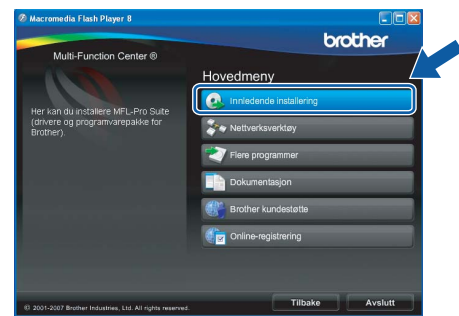 Macromedia Flash Player 8
brother
Multi-Function Center ®
Hovedmeny
Her kan du installere MFL-Pro Suite
(drivere og programvarepakke for
Brother).
Innledende installering
Nettverksverktøy
Flere programmer
Dokumentasjon
Brother kundestøtte
Online-registrering
© 2001-2007 Brother Industries, Ltd. All rights reserved.
Tilbake
Avslutt